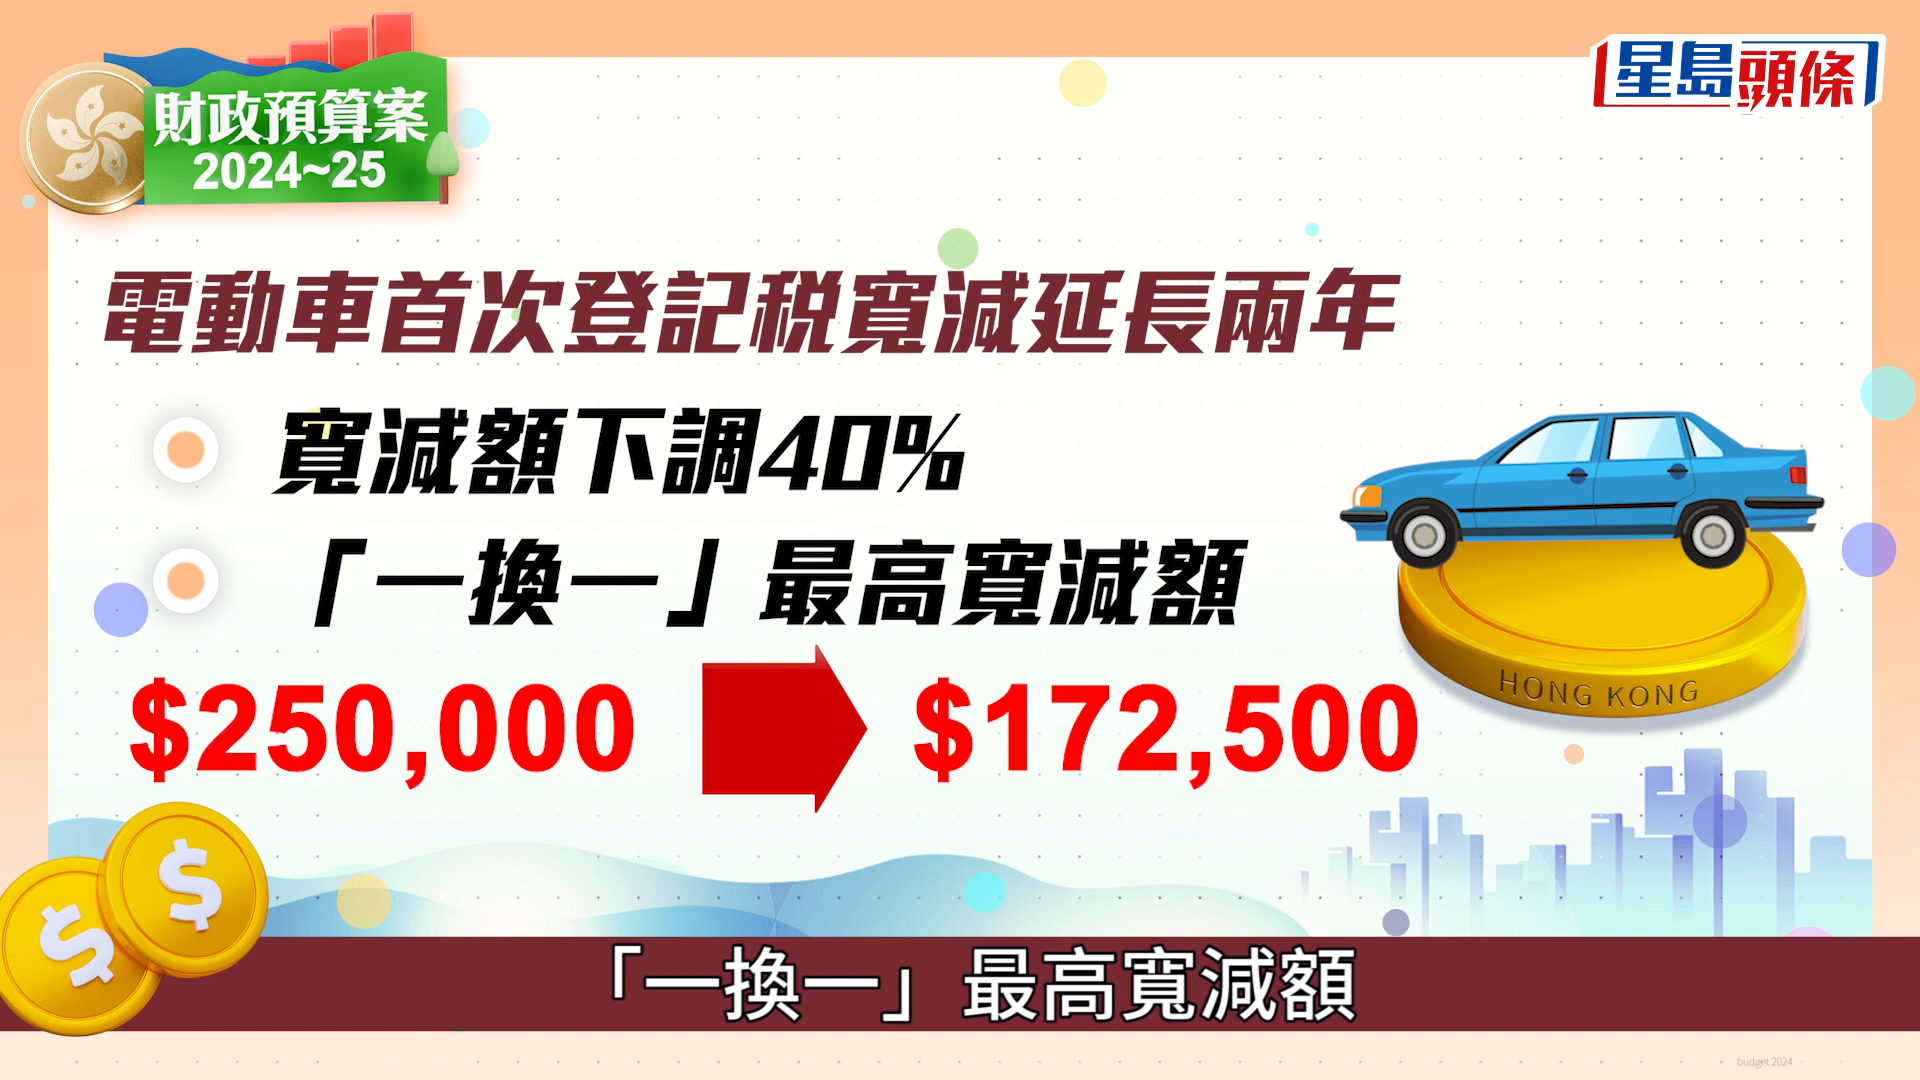 財政預算案
2024~25
星島頭條
電動車首次登記税寬減延長兩年
寬減額下調40%
「一換一」最高寬減額
$250,000
$172,500
HONG KONG
「一換一」最高寬減額
budget 2024